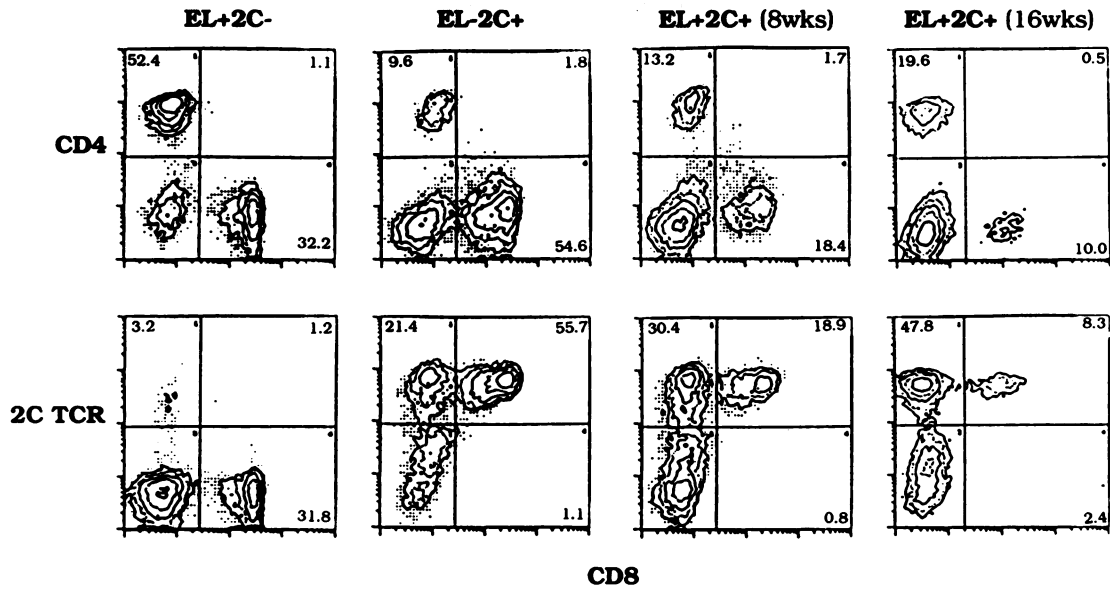 EL+2C- EL-2C+ EL+2C+ (8wks) EL+2C+ (16wks)
52.4 1.1 9.6 1.8 13.2 1.7 19.6 0.5
CD4
32.2 54.6 18.4 10.0
3.2 1.2 21.4 55.7 30.4 18.9 47.8 8.3
2C TCR
31.8 1.1 0.8 2.4
CD8